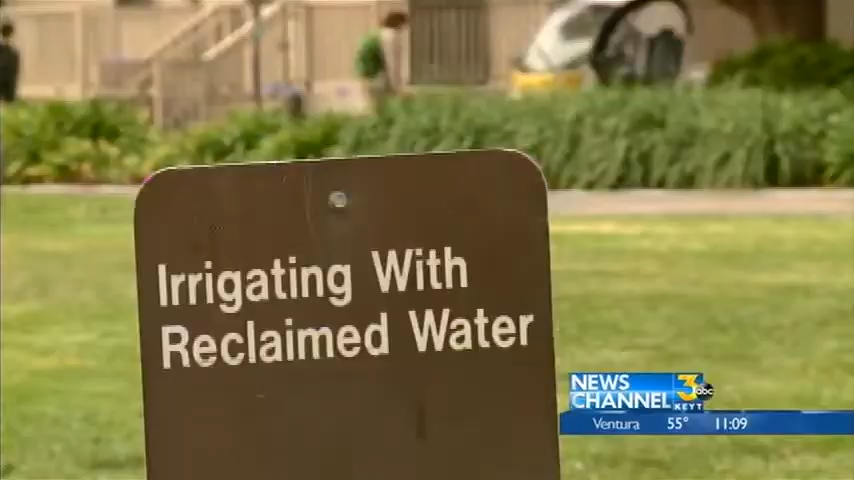 Irrigating With
Reclaimed Water
NEWS
CHANNEL 3 abc
KEYT
Ventura 55° 11:09